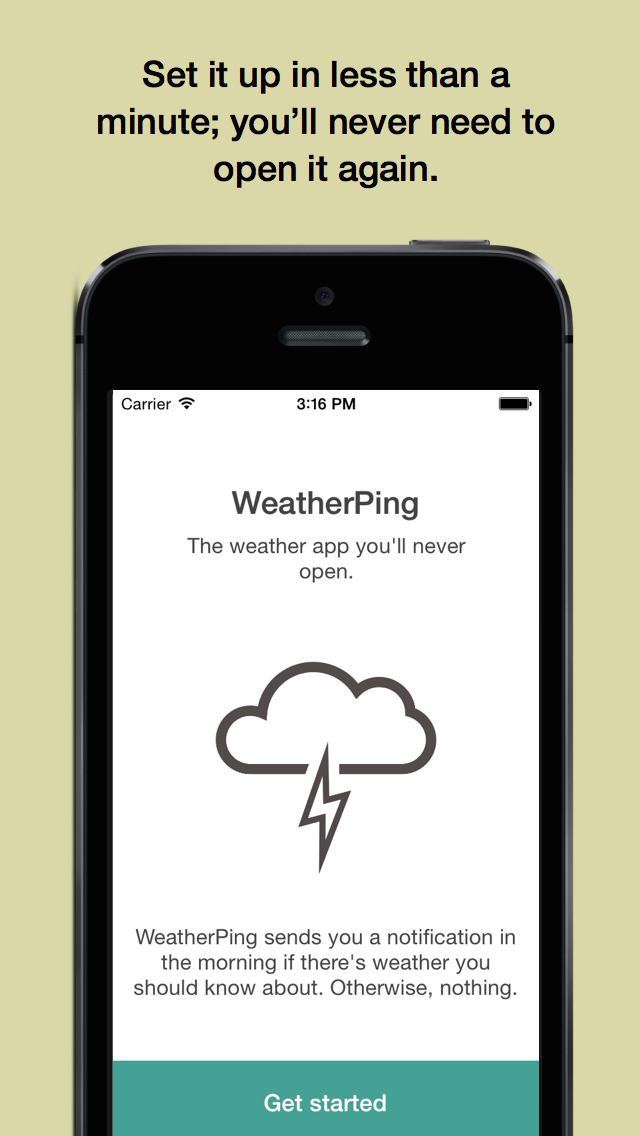 Set it up in less than a
minute; you’ll never need to
open it again.
Carrier 3:16 PM
WeatherPing
The weather app you'll never
open.
WeatherPing sends you a notification in
the morning if there's weather you
should know about. Otherwise, nothing.
Get started